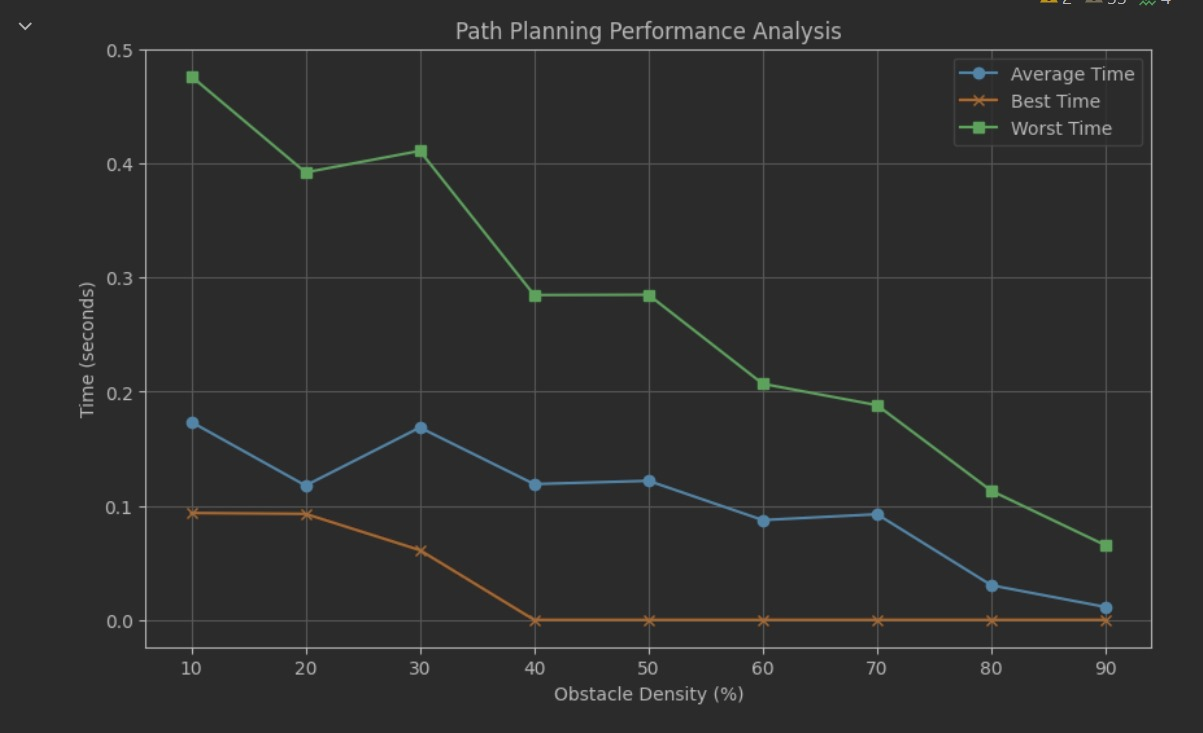 Path Planning Performance Analysis
Average Time
Best Time
Worst Time
Time (seconds)
0.5
0.4
0.3
0.2
0.1
0.0
10 20 30 40 50 60 70 80 90
Obstacle Density (%)